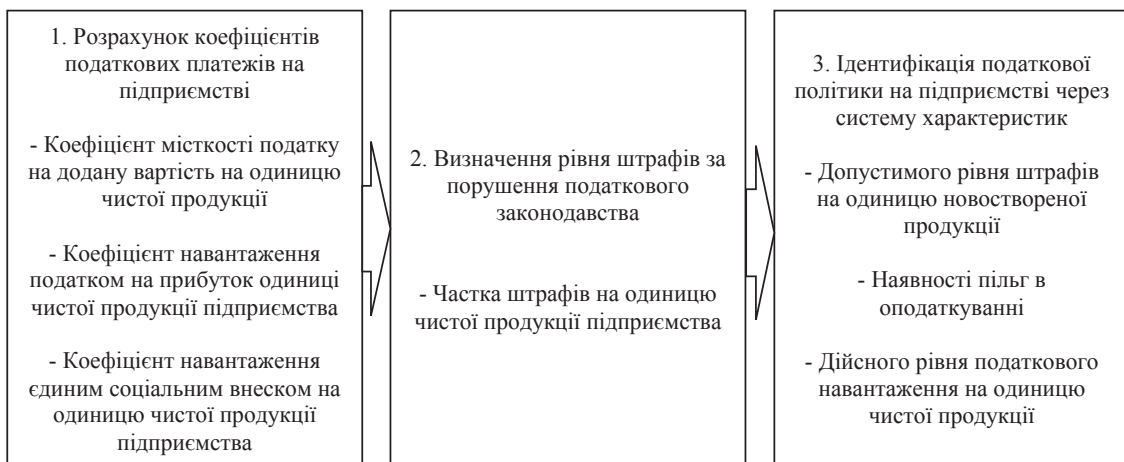 1. Розрахунок коефіцієнтів
податкових платежів на
підприємстві
- Коефіцієнт місткості податку
на додану вартість на одиницю
чистої продукції
- Коефіцієнт навантаження
податком на прибуток одиниці
чистої продукції підприємства
- Коефіцієнт навантаження
єдиним соціальним внеском на
одиницю чистої продукції
підприємства
2. Визначення рівня штрафів за
порушення податкового
законодавства
- Частка штрафів на одиницю
чистої продукції підприємства
3. Ідентифікація податкової
політики на підприємстві через
систему характеристик
- Допустимого рівня штрафів
на одиницю новоствореної
продукції
- Наявності пільг в
оподаткуванні
- Дійсного рівня податкового
навантаження на одиницю
чистої продукції